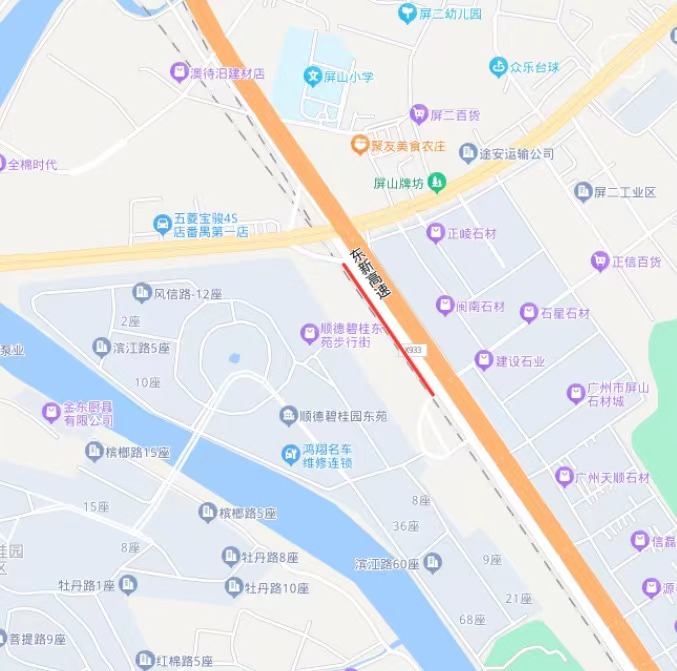 屏二幼儿园
众乐台球
澳待汨建材店
屏山小学
屏二百货
聚友美食农庄
途安运输公司
全棉时代
屏山牌坊
屏二工业区
五菱宝骏4S
店番禺第一店
正崚石材
东新高速
正信百货
风信路-12座
2座
闽南石材
石星石材
顺德碧桂东
苑步行街
X933
泵业
滨江路5座
建设石业
10座
广州市屏山
石材城
金东厨具
有限公司
顺德碧桂园东苑
鸿翔名车
维修连锁
槟榔路15座
广州天顺石材
8座
15座
槟榔路5座
36座
信磊
桂园
区
8座
牡丹路8座
滨江路60座
9座
牡丹路1座
牡丹路10座
源
21座
68座
菩提路9座
红棉路5座